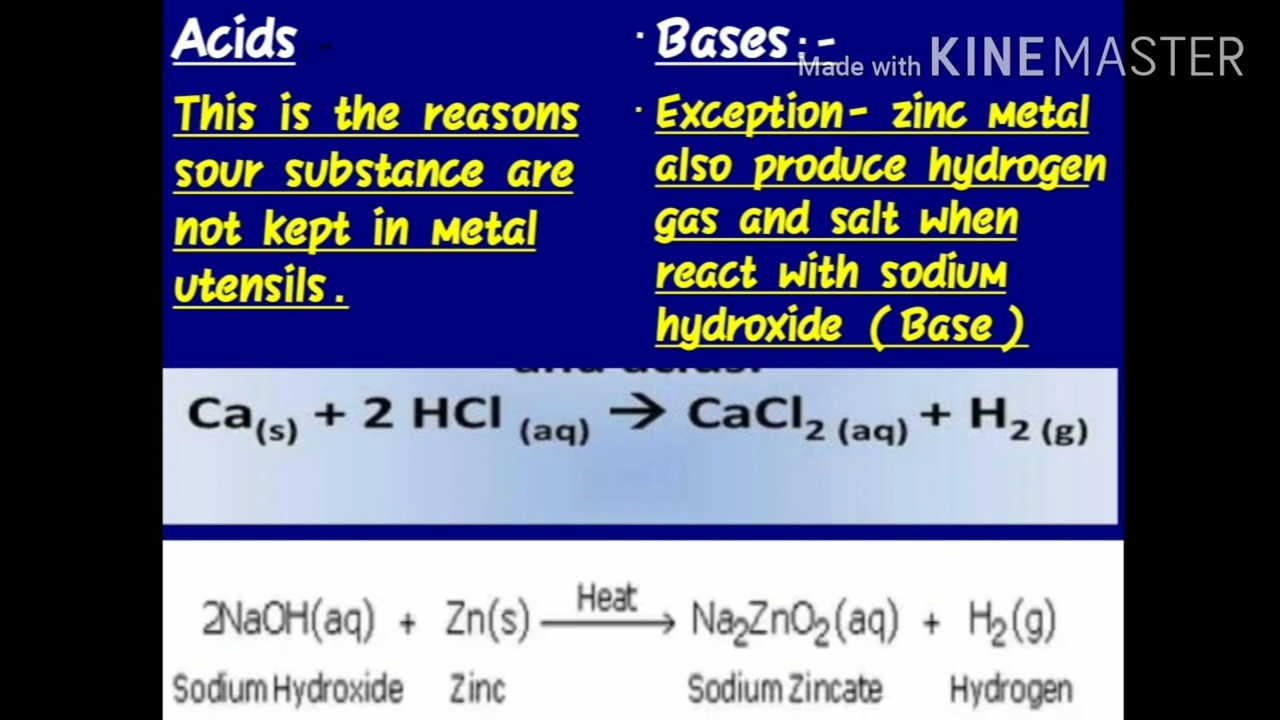 Acids :-
This is the reasons
sour substance are
not kept in metal
utensils.
· Bases:-
Made with KINEMASTER
· Exception- zinc metal
also produce hydrogen
gas and salt when
react with sodium
hydroxide (Base)
and acids.
Ca(s) + 2 HCl (aq) → CaCl₂ (aq) + H₂ (g)
Heat
2NaOH(aq) + Zn(s) → Na₂ZnO₂(aq) + H₂(g)
Sodium Hydroxide Zinc Sodium Zincate Hydrogen